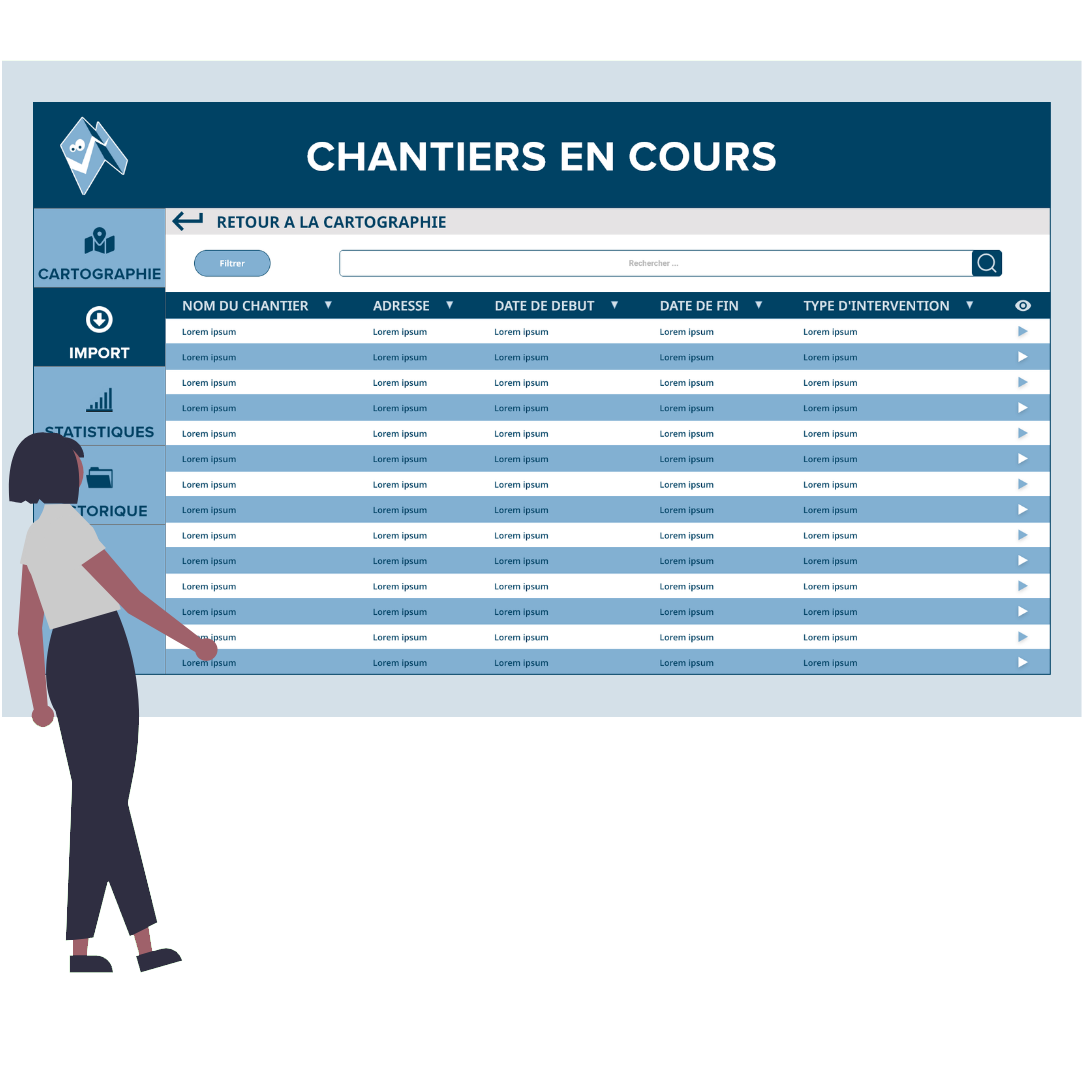 CHANTIERS EN COURS
RETOUR A LA CARTOGRAPHIE
CARTOGRAPHIE
IMPORT
STATISTIQUES
Filtrer
Rechercher ...
NOM DU CHANTIER ADRESSE DATE DE DEBUT DATE DE FIN TYPE D'INTERVENTION
Lorem ipsum Lorem ipsum Lorem ipsum Lorem ipsum Lorem ipsum
Lorem ipsum Lorem ipsum Lorem ipsum Lorem ipsum Lorem ipsum
Lorem ipsum Lorem ipsum Lorem ipsum Lorem ipsum Lorem ipsum
Lorem ipsum Lorem ipsum Lorem ipsum Lorem ipsum Lorem ipsum
Lorem ipsum Lorem ipsum Lorem ipsum Lorem ipsum Lorem ipsum
Lorem ipsum Lorem ipsum Lorem ipsum Lorem ipsum Lorem ipsum
Lorem ipsum Lorem ipsum Lorem ipsum Lorem ipsum Lorem ipsum
Lorem ipsum Lorem ipsum Lorem ipsum Lorem ipsum Lorem ipsum
Lorem ipsum Lorem ipsum Lorem ipsum Lorem ipsum Lorem ipsum
Lorem ipsum Lorem ipsum Lorem ipsum Lorem ipsum Lorem ipsum
Lorem ipsum Lorem ipsum Lorem ipsum Lorem ipsum Lorem ipsum
Lorem ipsum Lorem ipsum Lorem ipsum Lorem ipsum Lorem ipsum
ipsum Lorem ipsum Lorem ipsum Lorem ipsum Lorem ipsum
Lorem ipsum Lorem ipsum Lorem ipsum Lorem ipsum Lorem ipsum